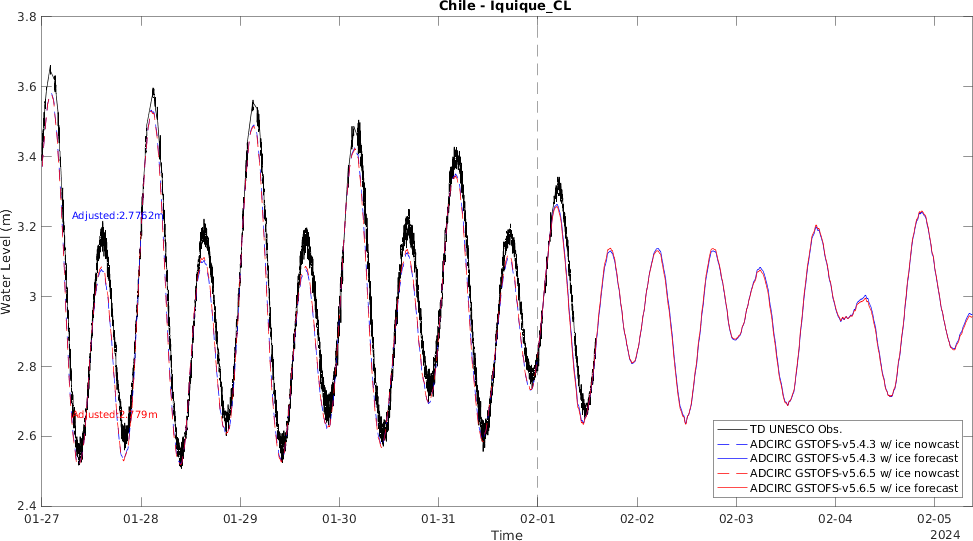 Chile - Iquique_CL
Water Level (m)
3.8
3.6
3.4
3.2
3
2.8
2.6
2.4
Adjusted:2.7762m
Adjusted:2.779m
TD UNESCO Obs.
ADCIRC GSTOFS-v5.4.3 w/ ice nowcast
ADCIRC GSTOFS-v5.4.3 w/ ice forecast
ADCIRC GSTOFS-v5.6.5 w/ ice nowcast
ADCIRC GSTOFS-v5.6.5 w/ ice forecast
01-27 01-28 01-29 01-30 01-31 02-01 02-02 02-03 02-04 02-05
Time
2024